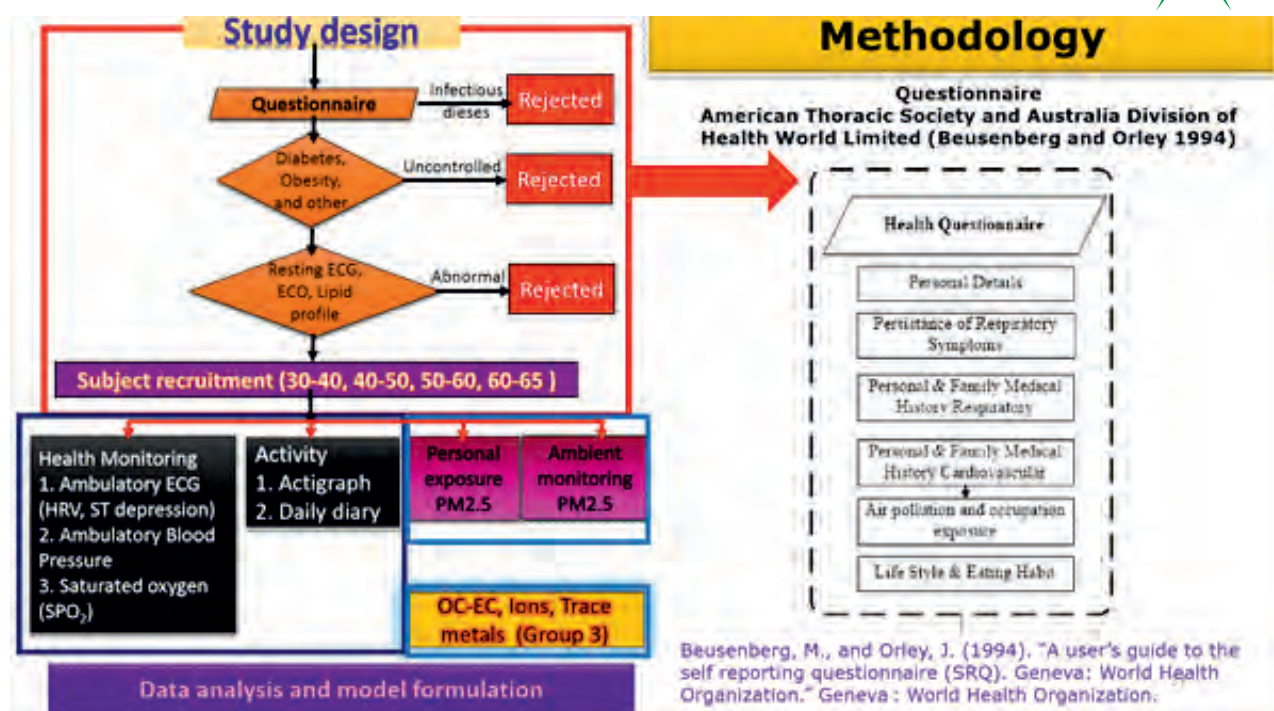 Study design
Questionnaire
Infectious
dieses
Rejected
Diabetes,
Obesity,
and other
Uncontrolled
Rejected
Resting ECG,
ECO, Lipid
profile
Abnormal
Rejected
Subject recruitment (30-40, 40-50, 50-60, 60-65 )
Health Monitoring
1. Ambulatory ECG
(HRV, ST depression)
2. Ambulatory Blood
Pressure
3. Saturated oxygen
(SPO₂)
Activity
1. Actigraph
2. Daily diary
Personal
exposure
PM2.5
Ambient
monitoring
PM2.5
OC-EC, Ions, Trace
metals (Group 3)
Data analysis and model formulation
Methodology
Questionnaire
American Thoracic Society and Australia Division of
Health World Limited (Beusenberg and Orley 1994)
Health Questionnaire
Personal Details
Persistance of Respiratory
Symptoms
Personal & Family Medical
History Respiratory
Personal & Family Medical
History Cardiovascular
Air pollution and occupation
exposure
Life Style & Eating Habit
Beusenberg, M., and Orley, J. (1994). “A user’s guide to the
self reporting questionnaire (SRQ). Geneva: World Health
Organization.” Geneva : World Health Organization.